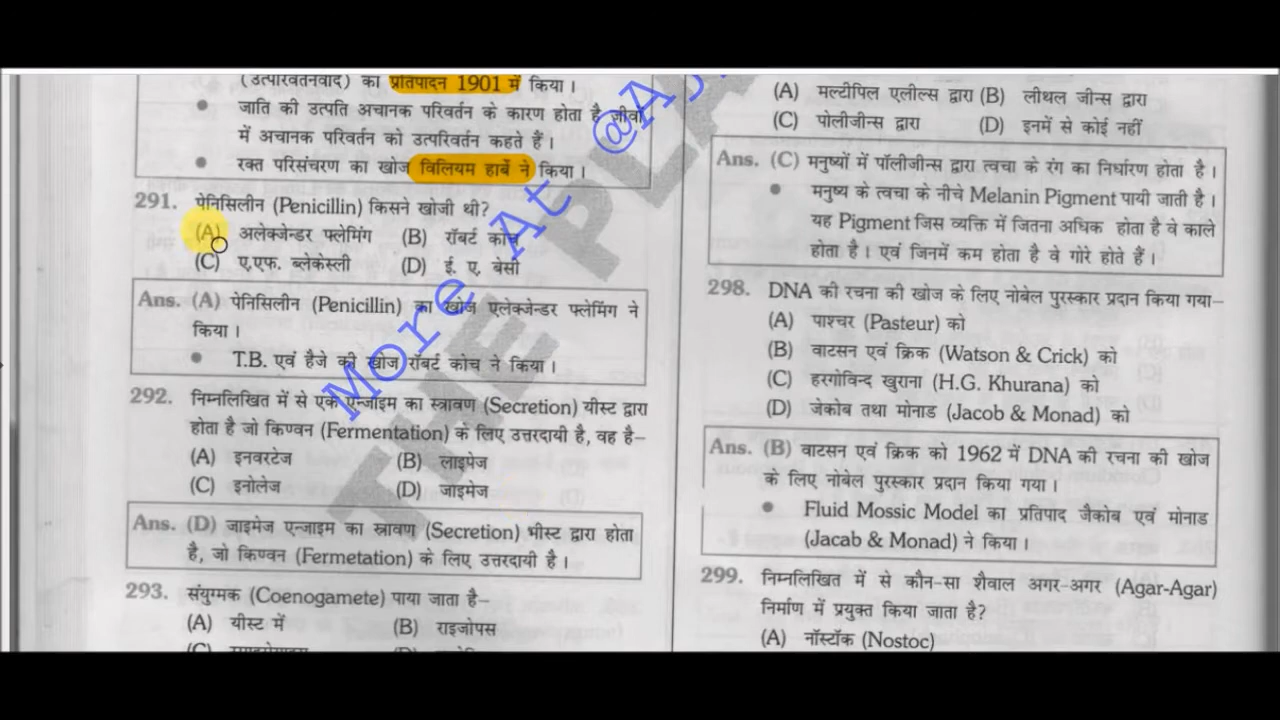 (उत्परिवर्तनवाद) का प्रतिपादन 1901 में किया।
• जाति की उत्पति अचानक परिवर्तन के कारण होता है जीवों
में अचानक परिवर्तन को उत्परिवर्तन कहते हैं।
• रक्त परिसंचरण का खोज विलियम हार्बे ने किया।
291. पेनिसिलीन (Penicillin) किसने खोजी थी?
(A) अलेक्जेन्डर फ्लेमिंग (B) रॉबर्ट कोच
(C) ए.एफ. ब्लेकेस्ली (D) ई. ए. बेसी
Ans. (A) पेनिसिलीन (Penicillin) का खोज एलेक्जेन्डर फ्लेमिंग ने
किया।
• T.B. एवं हैजे की खोज रॉबर्ट कोच ने किया।
292. निम्नलिखित में से एक एन्जाइम का स्त्रावण (Secretion) यीस्ट द्वारा
होता है जो किण्वन (Fermentation) के लिए उत्तरदायी है, वह है–
(A) इनवरटेज (B) लाइपेज
(C) इनोलेज (D) जाइमेज
Ans. (D) जाइमेज एन्जाइम का स्त्रावण (Secretion) भीस्ट द्वारा होता
है, जो किण्वन (Fermetation) के लिए उत्तरदायी है।
293. संयुग्मक (Coenogamete) पाया जाता है–
(A) यीस्ट में (B) राइजोपस
(A) मल्टीपिल एलील्स द्वारा (B) लीथल जीन्स द्वारा
(C) पोलीजीन्स द्वारा (D) इनमें से कोई नहीं
Ans. (C) मनुष्यों में पॉलीजीन्स द्वारा त्वचा के रंग का निर्धारण होता है।
• मनुष्य के त्वचा के नीचे Melanin Pigment पायी जाती है।
यह Pigment जिस व्यक्ति में जितना अधिक होता है वे काले
होता है। एवं जिनमें कम होता है वे गोरे होते हैं।
298. DNA की रचना की खोज के लिए नोबेल पुरस्कार प्रदान किया गया–
(A) पाश्चर (Pasteur) को
(B) वाटसन एवं क्रिक (Watson & Crick) को
(C) हरगोविन्द खुराना (H.G. Khurana) को
(D) जेकोब तथा मोनाड (Jacob & Monad) को
Ans. (B) वाटसन एवं क्रिक को 1962 में DNA की रचना की खोज
के लिए नोबेल पुरस्कार प्रदान किया गया।
• Fluid Mossic Model का प्रतिपाद जैकोब एवं मोनाड
(Jacab & Monad) ने किया।
299. निम्नलिखित में से कौन-सा शैवाल अगर-अगर (Agar-Agar)
निर्माण में प्रयुक्त किया जाता है?
(A) नॉस्टॉक (Nostoc)
More At
THE